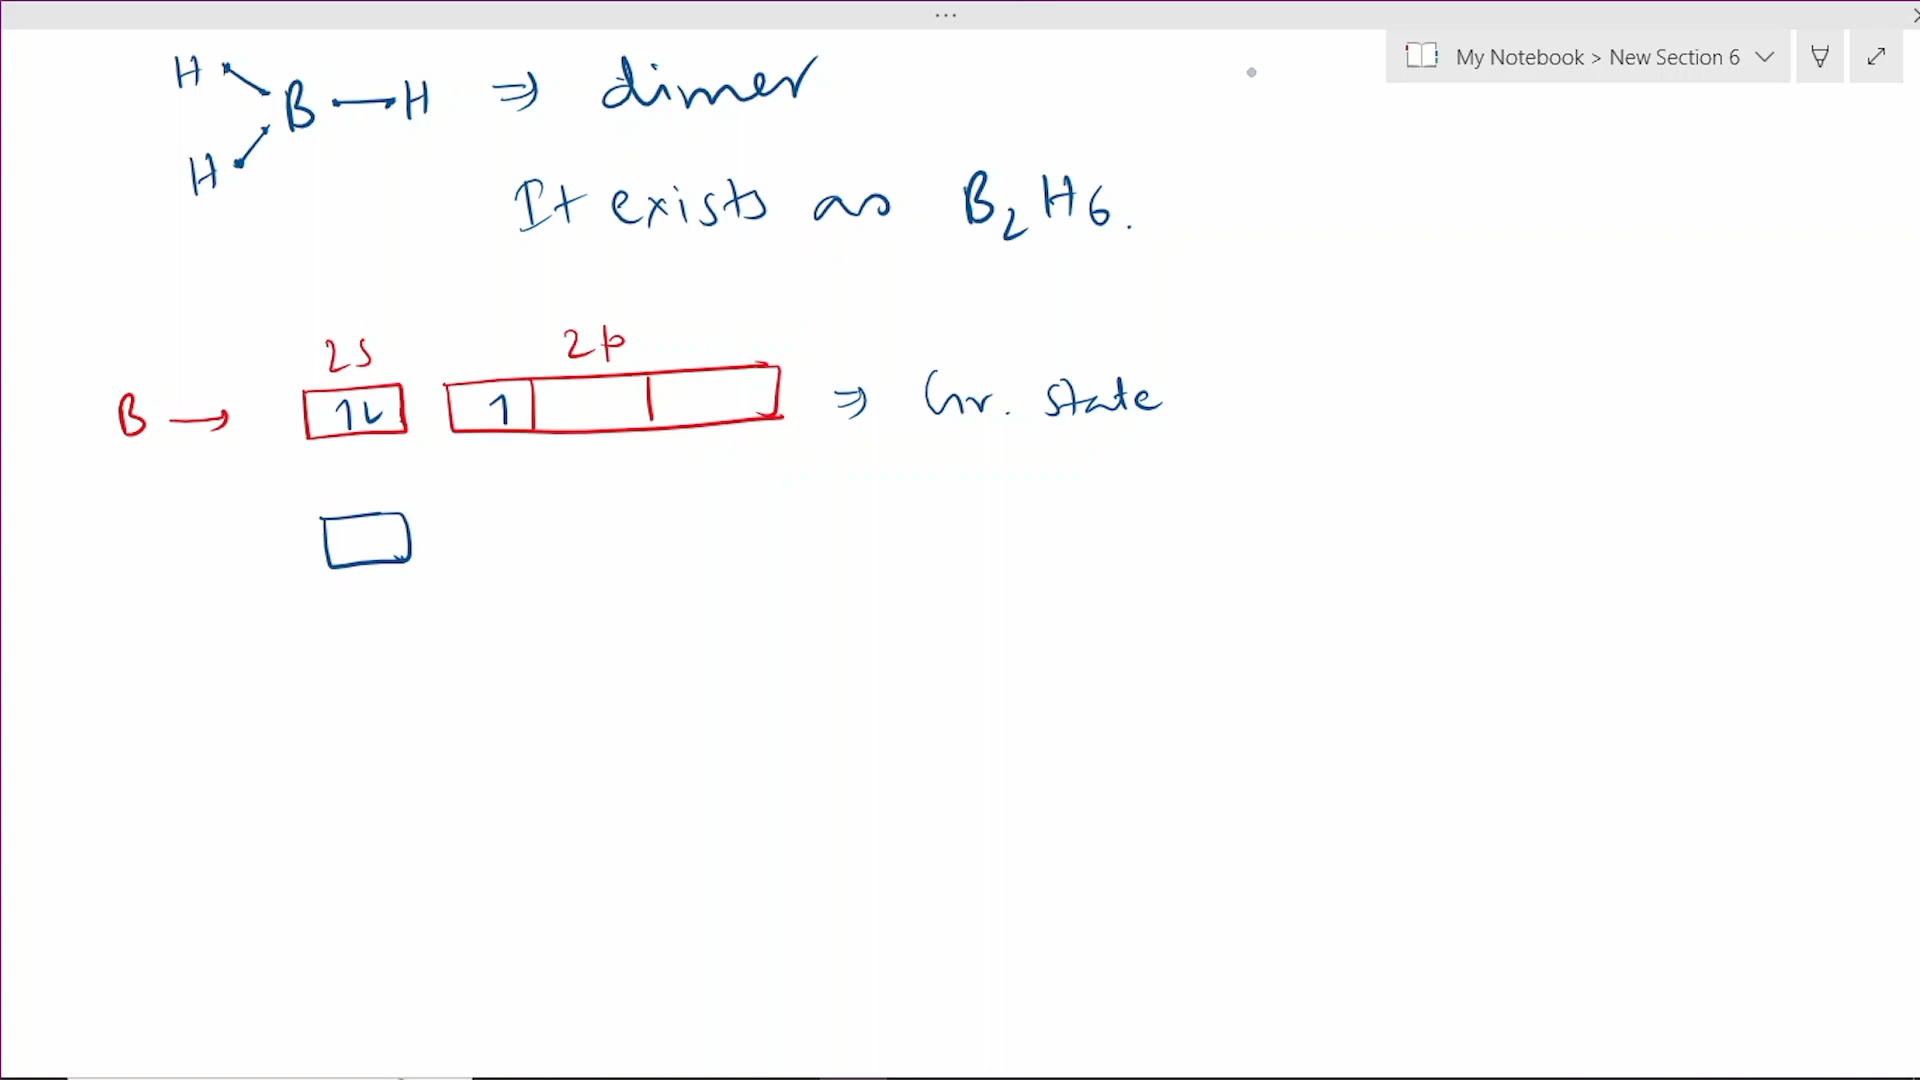 ...
My Notebook > New Section 6
H
B — H ⇒ dimer
H
It exists as B₂H6.
2s 2p
B → 1L 1 ⇒ Gr. state